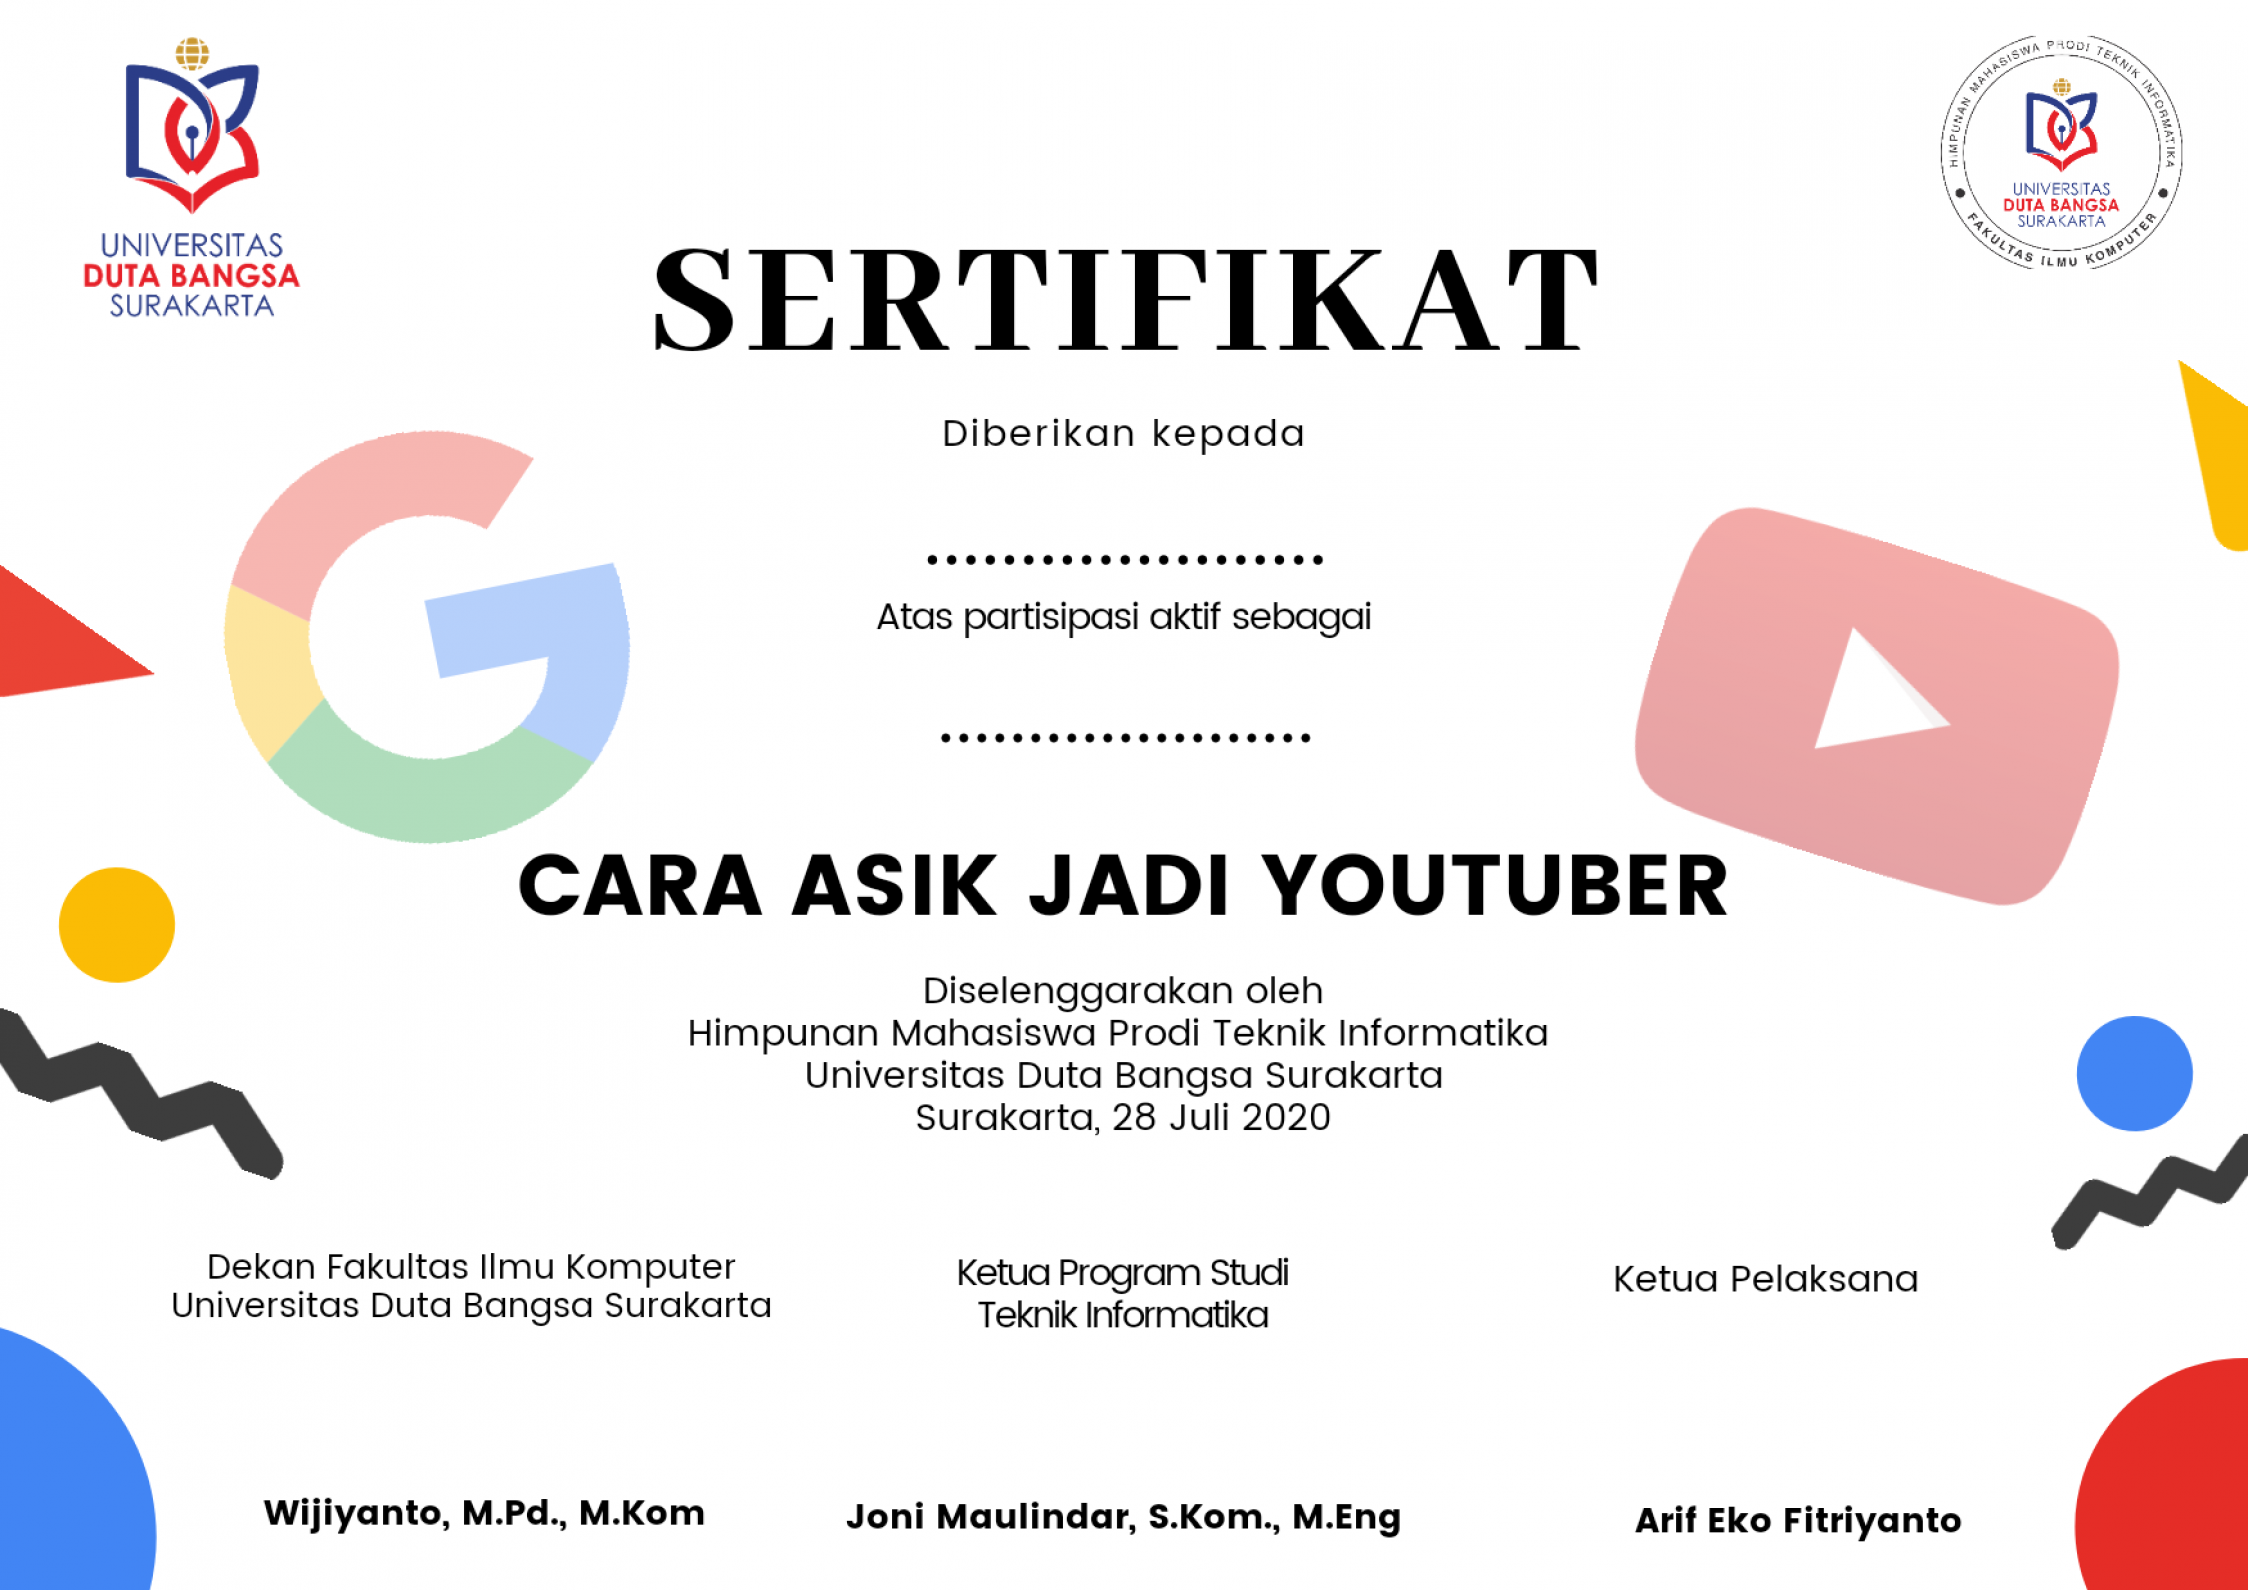 UNIVERSITAS
DUTA BANGSA
SURAKARTA
HIMPUNAN MAHASISWA PRODI TEKNIK INFORMATIKA
UNIVERSITAS
DUTA BANGSA
SURAKARTA
FAKULTAS ILMU KOMPUTER
SERTIFIKAT
Diberikan kepada
.....................
Atas partisipasi aktif sebagai
.....................
CARA ASIK JADI YOUTUBER
Diselenggarakan oleh
Himpunan Mahasiswa Prodi Teknik Informatika
Universitas Duta Bangsa Surakarta
Surakarta, 28 Juli 2020
Dekan Fakultas Ilmu Komputer
Universitas Duta Bangsa Surakarta
Ketua Program Studi
Teknik Informatika
Ketua Pelaksana
Wijiyanto, M.Pd., M.Kom
Joni Maulindar, S.Kom., M.Eng
Arif Eko Fitriyanto